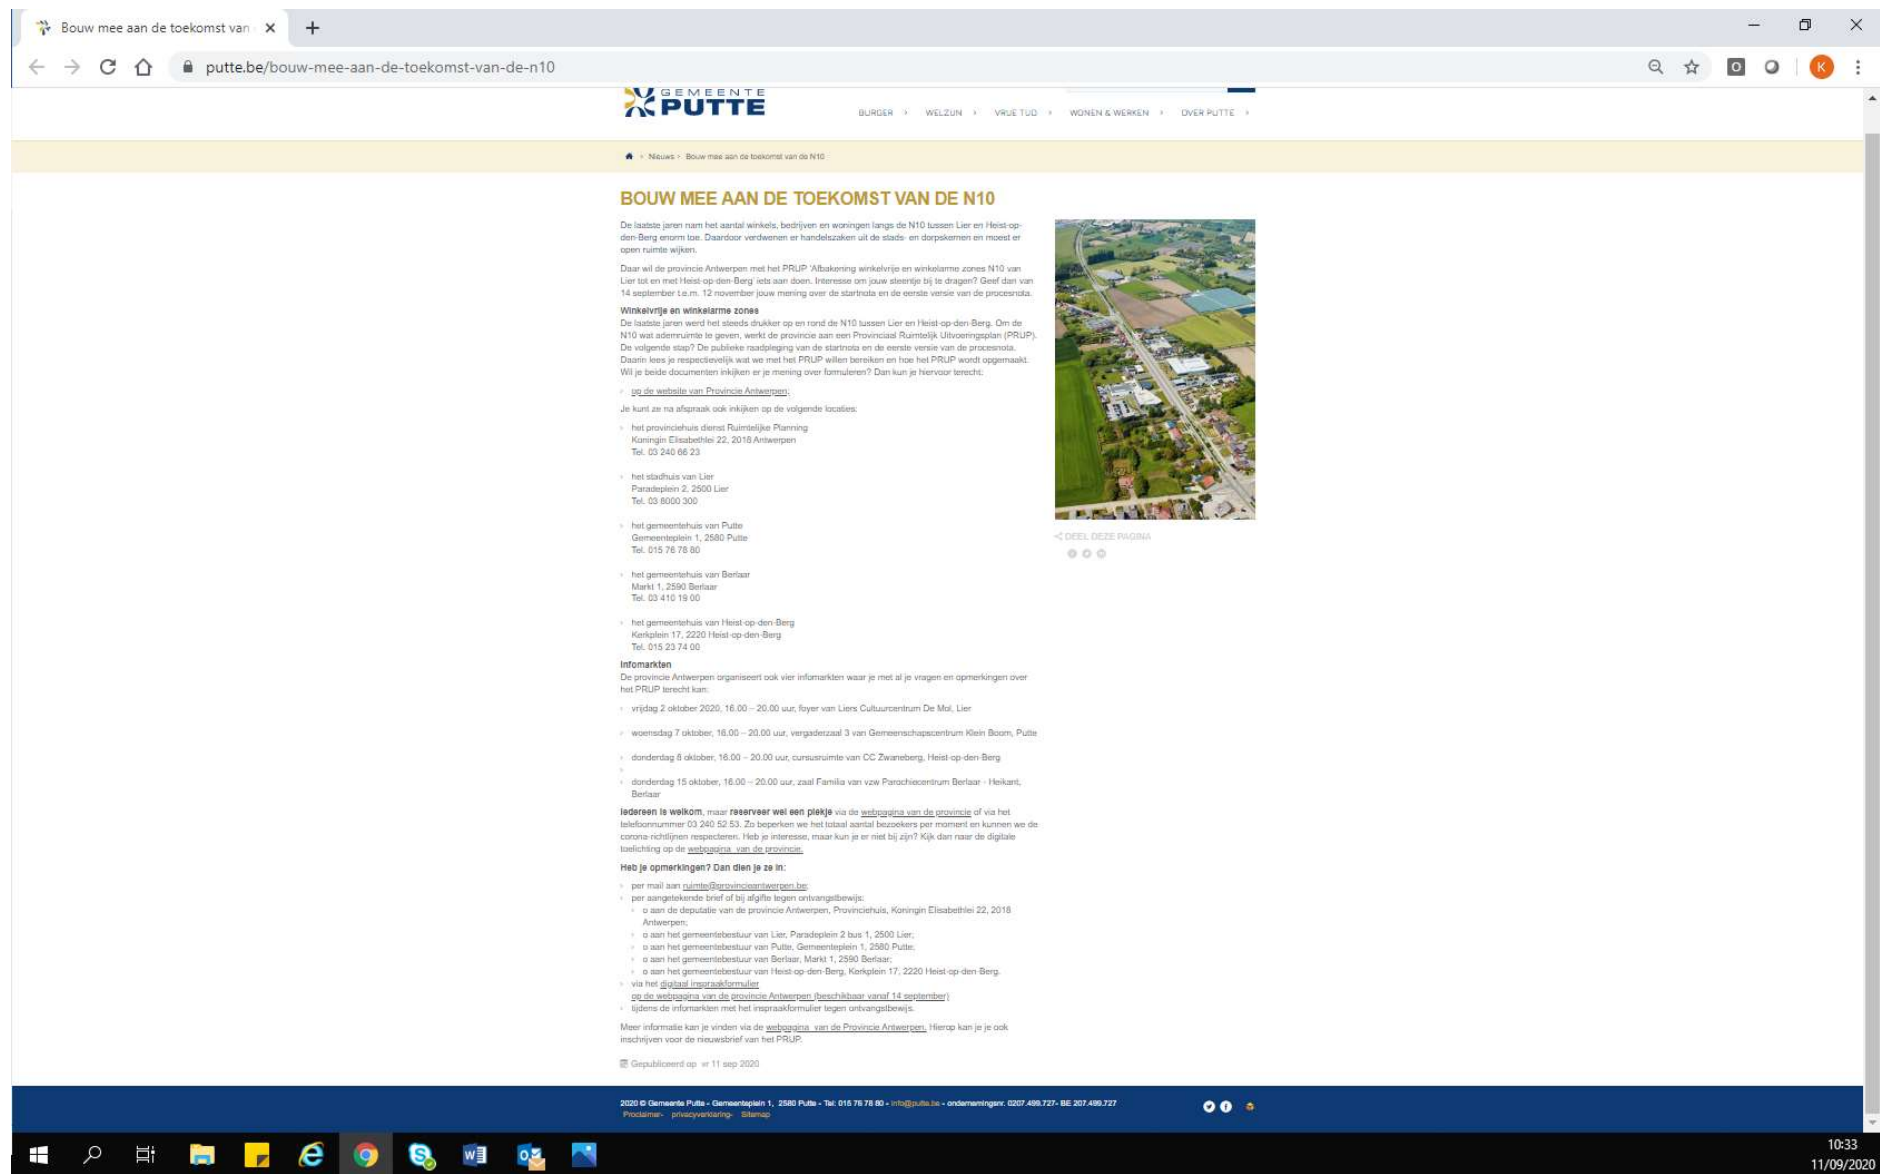 Bouw mee aan de toekomst van
putte.be/bouw-mee-aan-de-toekomst-van-de-n10
K
GEMEENTE
PUTTE
BURGER
WELZIJN
VRIJE TIJD
WONEN & WERKEN
OVER PUTTE
Nieuws > Bouw mee aan de toekomst van de N10
BOUW MEE AAN DE TOEKOMST VAN DE N10
De laatste jaren nam het aantal winkels, bedrijven en woningen langs de N10 tussen Lier en Heist-op-
den-Berg enorm toe. Daardoor verdwenen er handelszaken uit de stads- en dorpskernen en moest er
open ruimte wijken.
Daar wil de provincie Antwerpen met het PRUP 'Afbakening winkelvrije en winkelarme zones N10 van
Lier tot en met Heist-op-den-Berg' iets aan doen. Interesse om jouw steentje bij te dragen? Geef dan van
14 september t.e.m. 12 november jouw mening over de startnota en de eerste versie van de procesnota.
Winkelvrije en winkelarme zones
De laatste jaren werd het steeds drukker op en rond de N10 tussen Lier en Heist-op-den-Berg. Om de
N10 wat ademruimte te geven, werkt de provincie aan een Provinciaal Ruimtelijk Uitvoeringsplan (PRUP).
De volgende stap? De publieke raadpleging van de startnota en de eerste versie van de procesnota.
Daarin lees je respectievelijk wat we met het PRUP willen bereiken en hoe het PRUP wordt opgemaakt.
Wil je beide documenten inkijken er je mening over formuleren? Dan kun je hiervoor terecht:
op de website van Provincie Antwerpen;
Je kunt ze na afspraak ook inkijken op de volgende locaties:
het provinciehuis dienst Ruimtelijke Planning
Koningin Elisabethlei 22, 2018 Antwerpen
Tel. 03 240 66 23
het stadhuis van Lier
Paradeplein 2, 2500 Lier
Tel. 03 8000 300
het gemeentehuis van Putte
Gemeenteplein 1, 2580 Putte
Tel. 015 76 78 80
het gemeentehuis van Berlaar
Markt 1, 2590 Berlaar
Tel. 03 410 19 00
het gemeentehuis van Heist-op-den-Berg
Kerkplein 17, 2220 Heist-op-den-Berg
Tel. 015 23 74 00
Infomarkten
De provincie Antwerpen organiseert ook vier infomarkten waar je met al je vragen en opmerkingen over
het PRUP terecht kan:
vrijdag 2 oktober 2020, 16.00 – 20.00 uur, foyer van Liers Cultuurcentrum De Mol, Lier
woensdag 7 oktober, 16.00 – 20.00 uur, vergaderzaal 3 van Gemeenschapscentrum Klein Boom, Putte
donderdag 8 oktober, 16.00 – 20.00 uur, cursusruimte van CC Zwaneberg, Heist-op-den-Berg
donderdag 15 oktober, 16.00 – 20.00 uur, zaal Familia van vzw Parochiecentrum Berlaar - Heikant,
Berlaar
Iedereen is welkom, maar reserveer wel een plekje via de webpagina van de provincie of via het
telefoonnummer 03 240 52 53. Zo beperken we het totaal aantal bezoekers per moment en kunnen we de
corona-richtlijnen respecteren. Heb je interesse, maar kun je er niet bij zijn? Kijk dan naar de digitale
toelichting op de webpagina van de provincie.
Heb je opmerkingen? Dan dien je ze in:
per mail aan ruimte@provincieantwerpen.be;
per aangetekende brief of bij afgifte tegen ontvangstbewijs:
o aan de deputatie van de provincie Antwerpen, Provinciehuis, Koningin Elisabethlei 22, 2018
Antwerpen;
o aan het gemeentebestuur van Lier, Paradeplein 2 bus 1, 2500 Lier;
o aan het gemeentebestuur van Putte, Gemeenteplein 1, 2580 Putte;
o aan het gemeentebestuur van Berlaar, Markt 1, 2590 Berlaar;
o aan het gemeentebestuur van Heist-op-den-Berg, Kerkplein 17, 2220 Heist-op-den-Berg.
via het digitaal inspraakformulier
op de webpagina van de provincie Antwerpen (beschikbaar vanaf 14 september)
tijdens de infomarkten met het inspraakformulier tegen ontvangstbewijs.
Meer informatie kan je vinden via de webpagina van de Provincie Antwerpen. Hierop kan je je ook
inschrijven voor de nieuwsbrief van het PRUP.
Gepubliceerd op vr 11 sep 2020
DEEL DEZE PAGINA
2020 © Gemeente Putte - Gemeenteplein 1, 2580 Putte - Tel: 015 76 78 80 - info@putte.be - ondernemingsnr. 0207.499.727- BE 207.499.727
Proclaimer- privacyverklaring- Sitemap
10:33
11/09/2020